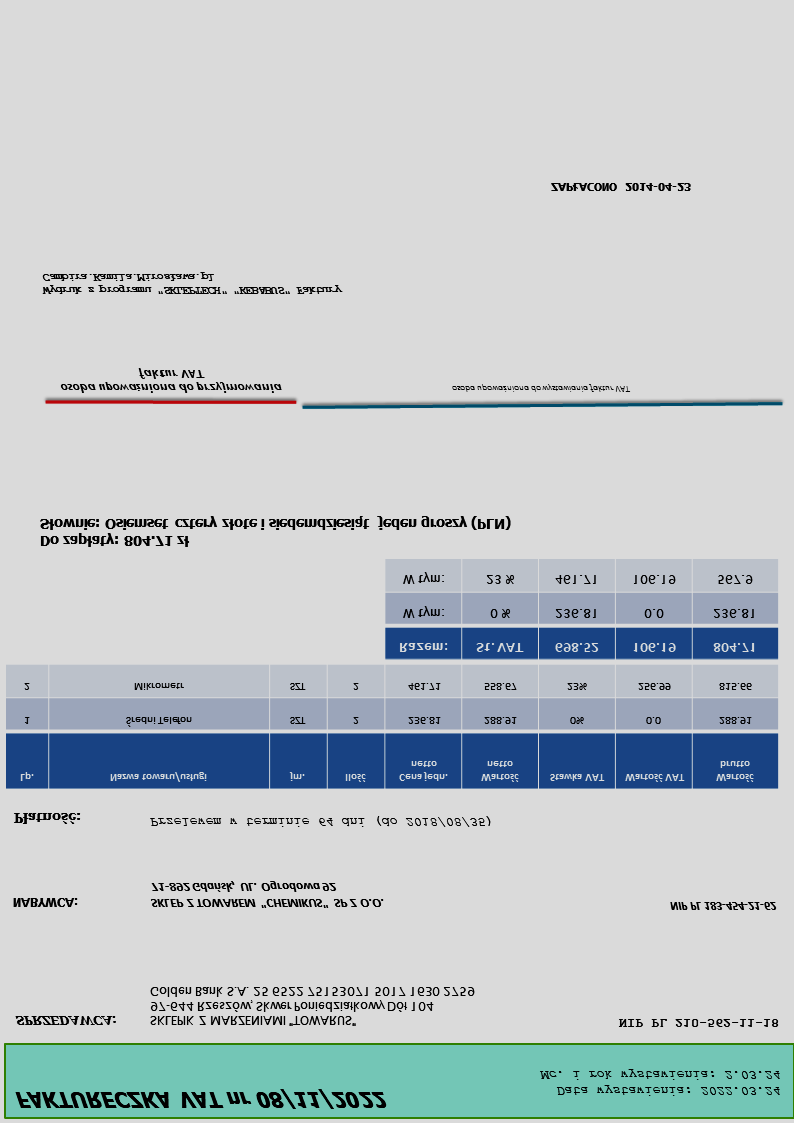 FAKTURECZKA VAT nr 08/11/2022
Data wystawienia: 2022.03.24
Mc. i rok wystawienia: 2.03.24
SPRZEDAWCA:
SKLEPIK Z MARZENIAMI "TOWARUS"
NIP PL 210-562-11-18
97-644 Rzeszów, Skwer Poniedziałkowy Dół 104
Golden Bank S.A. 25 6522 75153071 5017 1630 2759
NABYWCA:
SKLEP Z TOWAREM "CHEMIKUS" SP Z O.O.
NIP PL 183-454-21-62
71-892 Gdańsk, UL. Ogrodowa 92
Płatność:
Przelewem w terminie 64 dni (do 2018/08/35)
Lp. Nazwa towaru/usługi jm. Ilość Cena jedn. netto Wartość netto Stawka VAT Wartość VAT Wartość brutto
1 Średni Telefon SZT 2 236.81 288.91 0% 0.0 288.91
2 Mikrometr SZT 2 461.71 558.67 23% 256.99 815.66
Razem: St.VAT 698.52 106.19 804.71
W tym: 0 % 236.81 0.0 236.81
W tym: 23 % 461.71 106.19 567.9
Do zapłaty: 804.71 zł
Słownie: Osiemset cztery złote i siedemdziesiąt jeden groszy (PLN)
osoba upoważniona do przyjmowania
faktur VAT
osoba upoważniona do wystawiania faktur VAT
Wydruk z programu "SKLEPTECH" "KEBABUS" Faktury
Cambira.Kamila.Mirosława.pl
ZAPŁACONO 2014-04-23